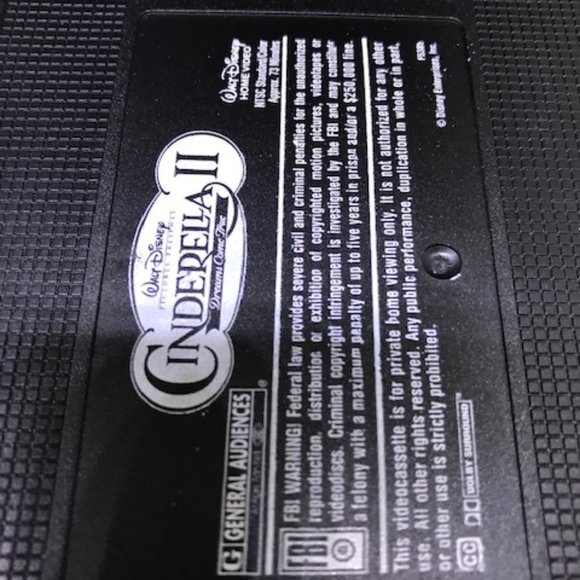 WALT DISNEY
PICTURES PRESENTS
CINDERELLA II
Dreams Come True
WALT DISNEY
HOME VIDEO
NTSC Standard/Color
Approx. 73 Minutes
G GENERAL AUDIENCES ®
FBI WARNING! Federal law provides severe civil and criminal penalties for the unauthorized
reproduction, distribution or exhibition of copyrighted motion pictures, videotapes or
videodiscs. Criminal copyright infringement is investigated by the FBI and may constitute
a felony with a maximum penalty of up to five years in prison and/or a $250,000 fine.
FBI
This videocassette is for private home viewing only. It is not authorized for any other
use. All other rights reserved. Any public performance, duplication in whole or in part,
or other use is strictly prohibited.
© Disney Enterprises, Inc.
CC DOLBY SURROUND